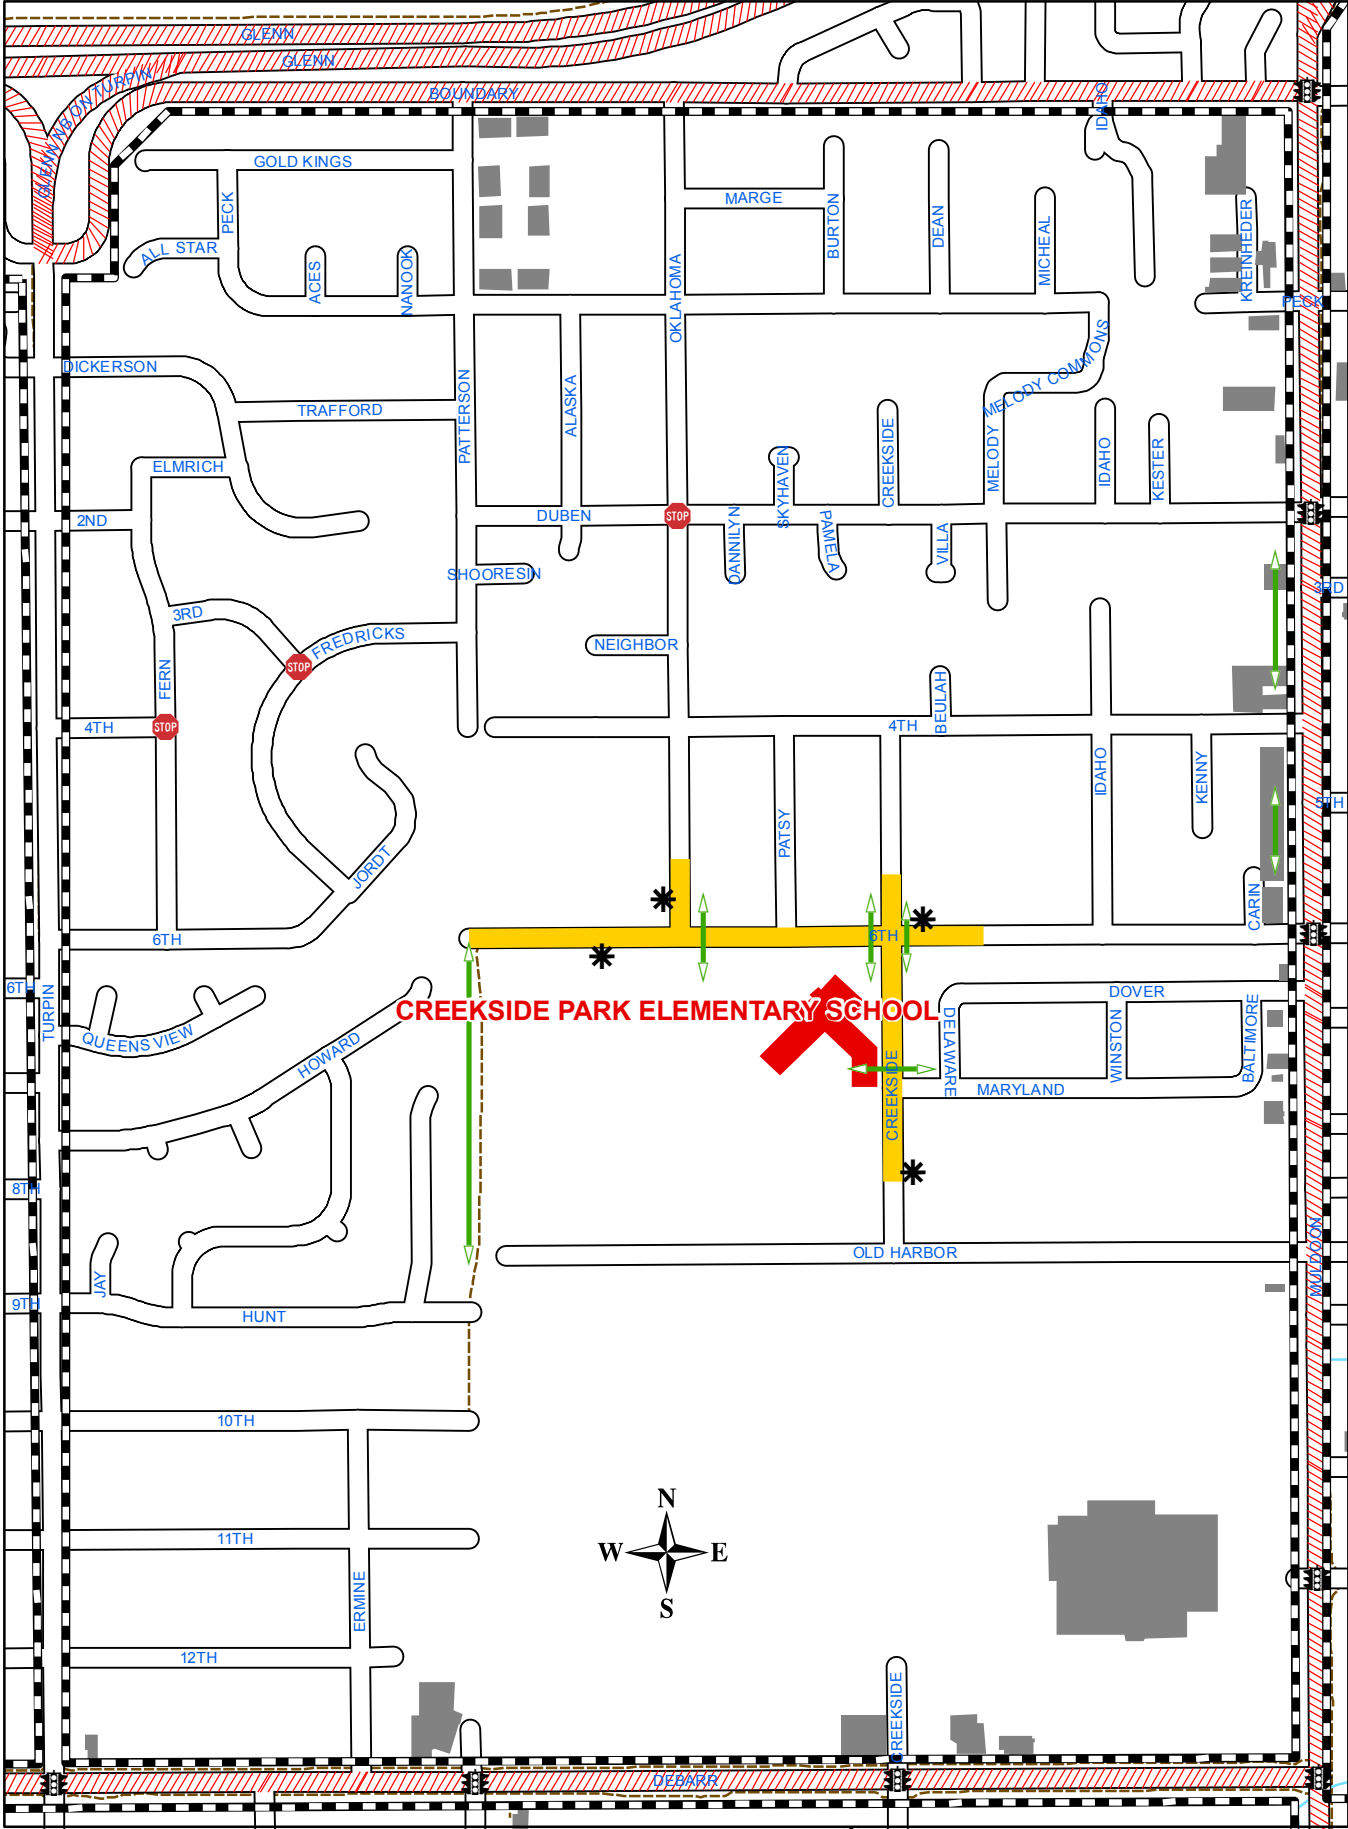 GLENN
GLENN
GLENN NB ON TURPIN
BOUNDARY
IDAHO
GOLD KINGS
PECK
MARGE
BURTON
DEAN
MICHEAL
KREINHEDER
ALL STAR
ACES
NANOOK
OKLAHOMA
PECK
DICKERSON
TRAFFORD
PATTERSON
ALASKA
MELODY COMMONS
ELMRICH
SKYHAVEN
CREEKSIDE
MELODY
IDAHO
KESTER
2ND
DUBEN
STOP
DANNILYN
PAMELA
VILLA
SHOORESIN
3RD
3RD
FREDRICKS
STOP
NEIGHBOR
FERN
BEULAH
4TH
STOP
4TH
IDAHO
KENNY
5TH
PATSY
JORDT
CARIN
6TH
6TH
6TH
TURPIN
QUEENS VIEW
HOWARD
CREEKSIDE PARK ELEMENTARY SCHOOL
DOVER
DELAWARE
WINSTON
BALTIMORE
CREEKSIDE
MARYLAND
8TH
MULDOON
OLD HARBOR
JAY
9TH
HUNT
10TH
N
W
E
S
11TH
ERMINE
12TH
CREEKSIDE
DEBARR